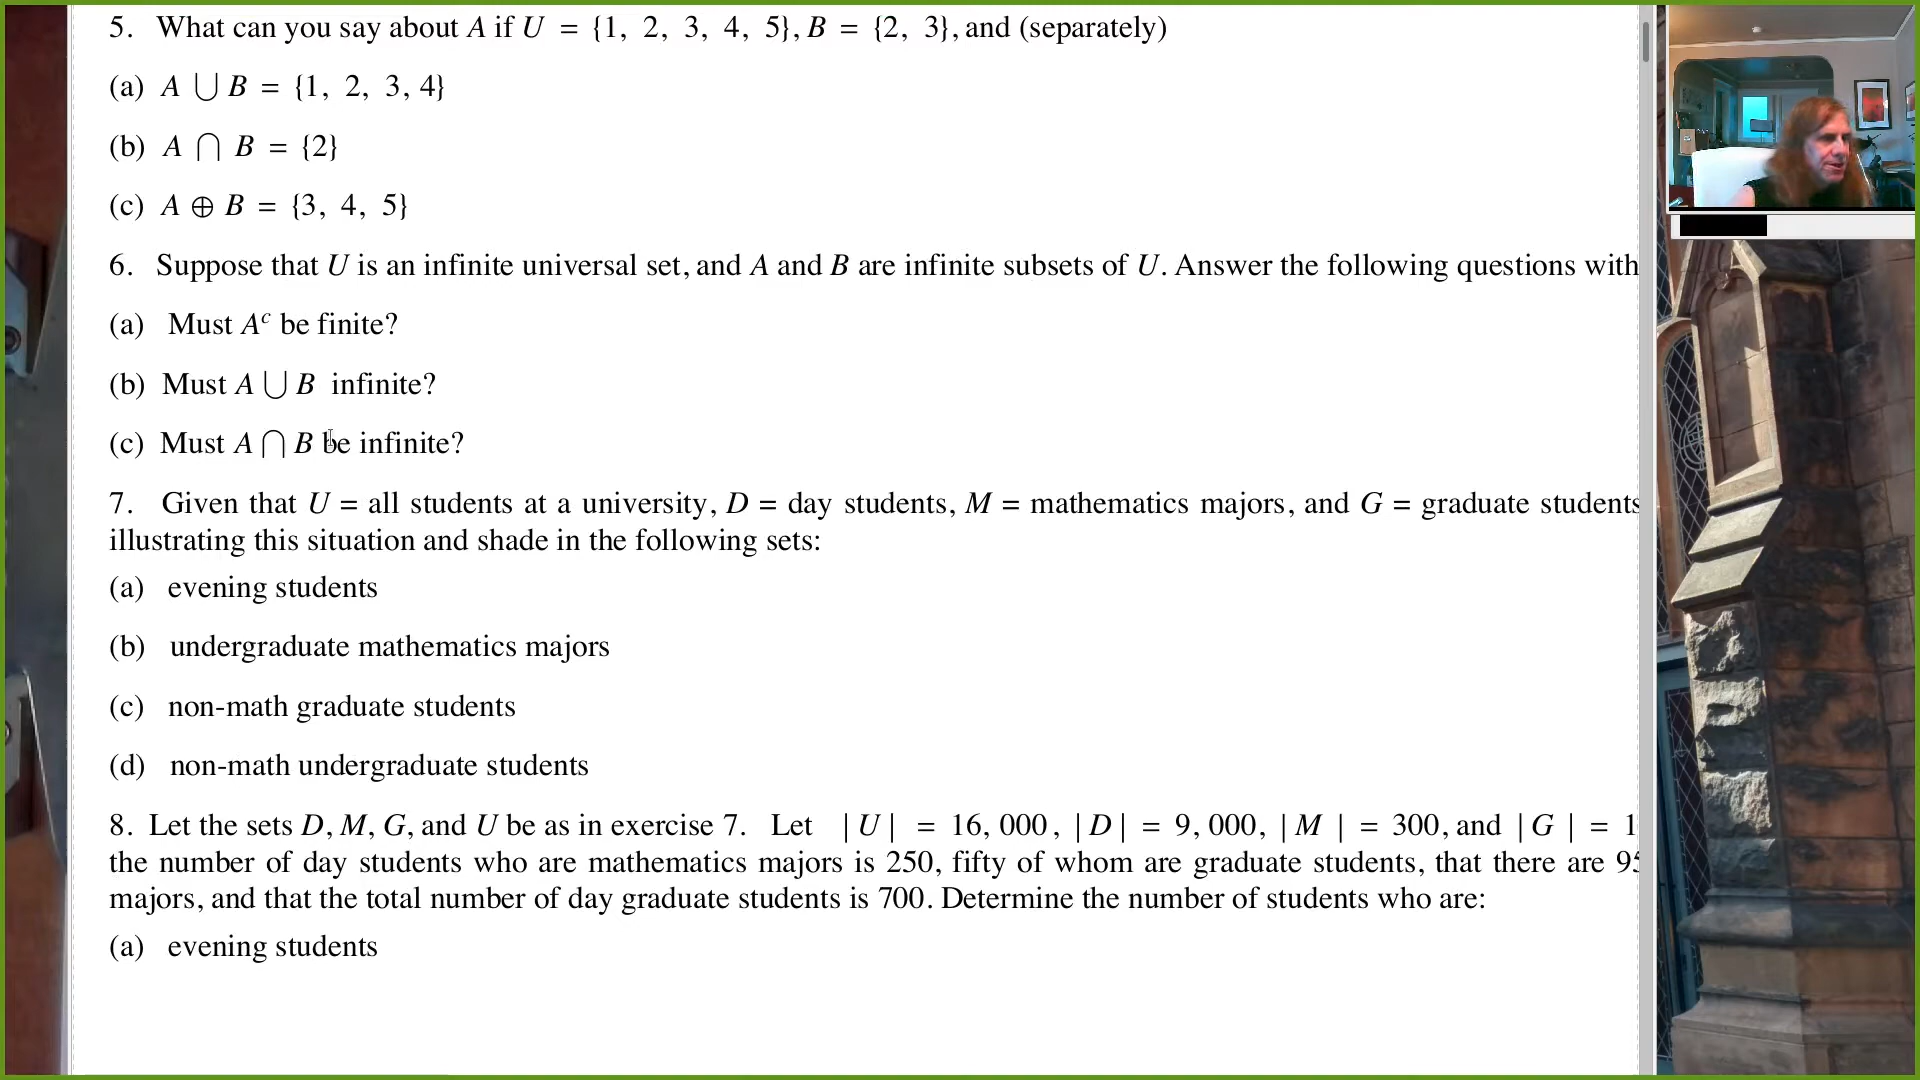 5. What can you say about A if U = {1, 2, 3, 4, 5}, B = {2, 3}, and (separately)
(a) A ⋃ B = {1, 2, 3, 4}
(b) A ⋂ B = {2}
(c) A ⊕ B = {3, 4, 5}
6. Suppose that U is an infinite universal set, and A and B are infinite subsets of U. Answer the following questions with
(a) Must Aᶜ be finite?
(b) Must A ⋃ B infinite?
(c) Must A ⋂ B be infinite?
7. Given that U = all students at a university, D = day students, M = mathematics majors, and G = graduate students
illustrating this situation and shade in the following sets:
(a) evening students
(b) undergraduate mathematics majors
(c) non-math graduate students
(d) non-math undergraduate students
8. Let the sets D, M, G, and U be as in exercise 7. Let | U | = 16, 000, | D | = 9, 000, | M | = 300, and | G | = 1
the number of day students who are mathematics majors is 250, fifty of whom are graduate students, that there are 95
majors, and that the total number of day graduate students is 700. Determine the number of students who are:
(a) evening students